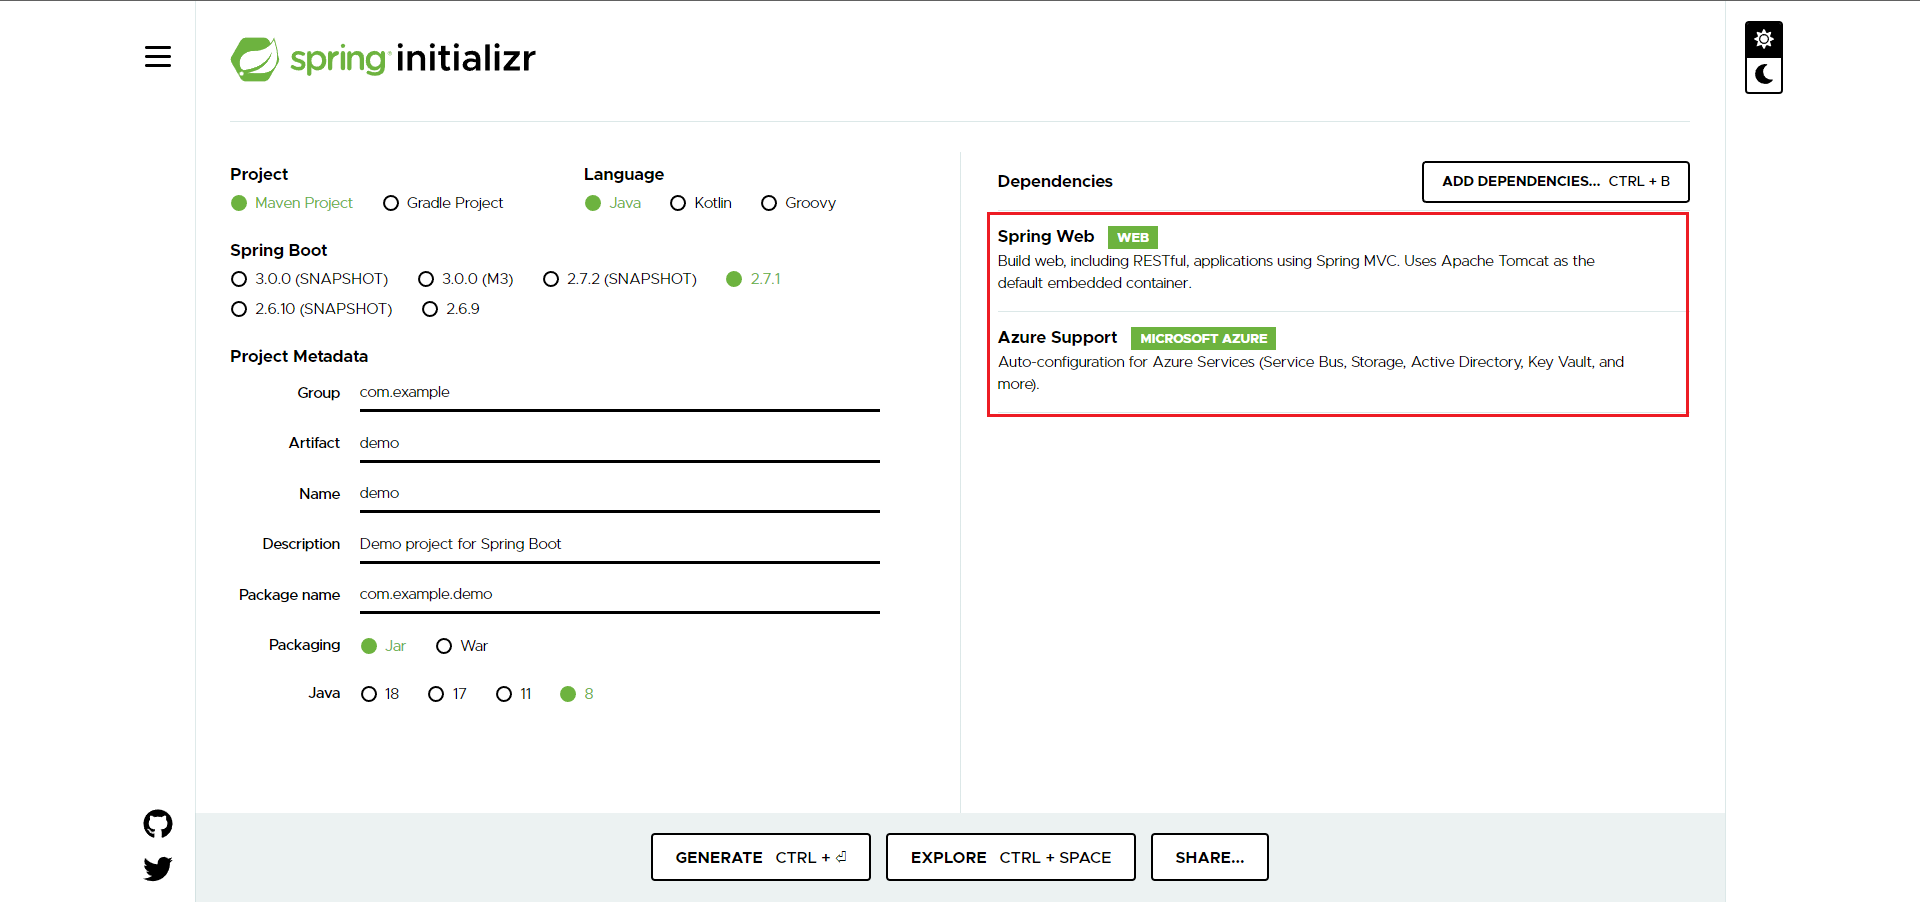 spring initializr
Project
Maven Project Gradle Project
Language
Java Kotlin Groovy
Spring Boot
3.0.0 (SNAPSHOT) 3.0.0 (M3) 2.7.2 (SNAPSHOT) 2.7.1
2.6.10 (SNAPSHOT) 2.6.9
Project Metadata
Group com.example
Artifact demo
Name demo
Description Demo project for Spring Boot
Package name com.example.demo
Packaging Jar War
Java 18 17 11 8
Dependencies
ADD DEPENDENCIES... CTRL + B
Spring Web WEB
Build web, including RESTful, applications using Spring MVC. Uses Apache Tomcat as the
default embedded container.
Azure Support MICROSOFT AZURE
Auto-configuration for Azure Services (Service Bus, Storage, Active Directory, Key Vault, and
more).
GENERATE CTRL + ⏎
EXPLORE CTRL + SPACE
SHARE...